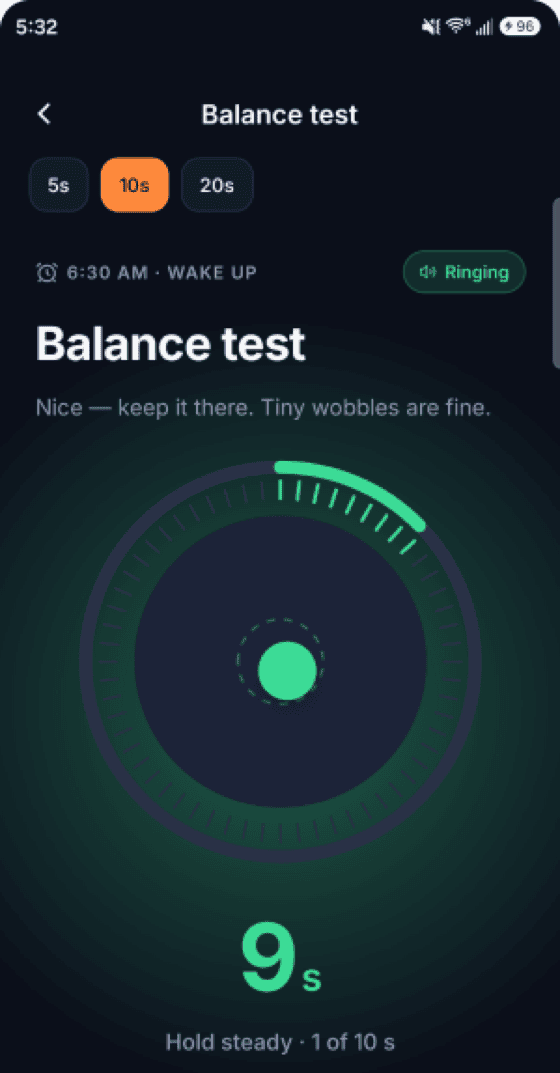 5:32
6 96
Balance test
5s 10s 20s
6:30 AM · WAKE UP Ringing
Balance test
Nice — keep it there. Tiny wobbles are fine.
9s
Hold steady · 1 of 10 s